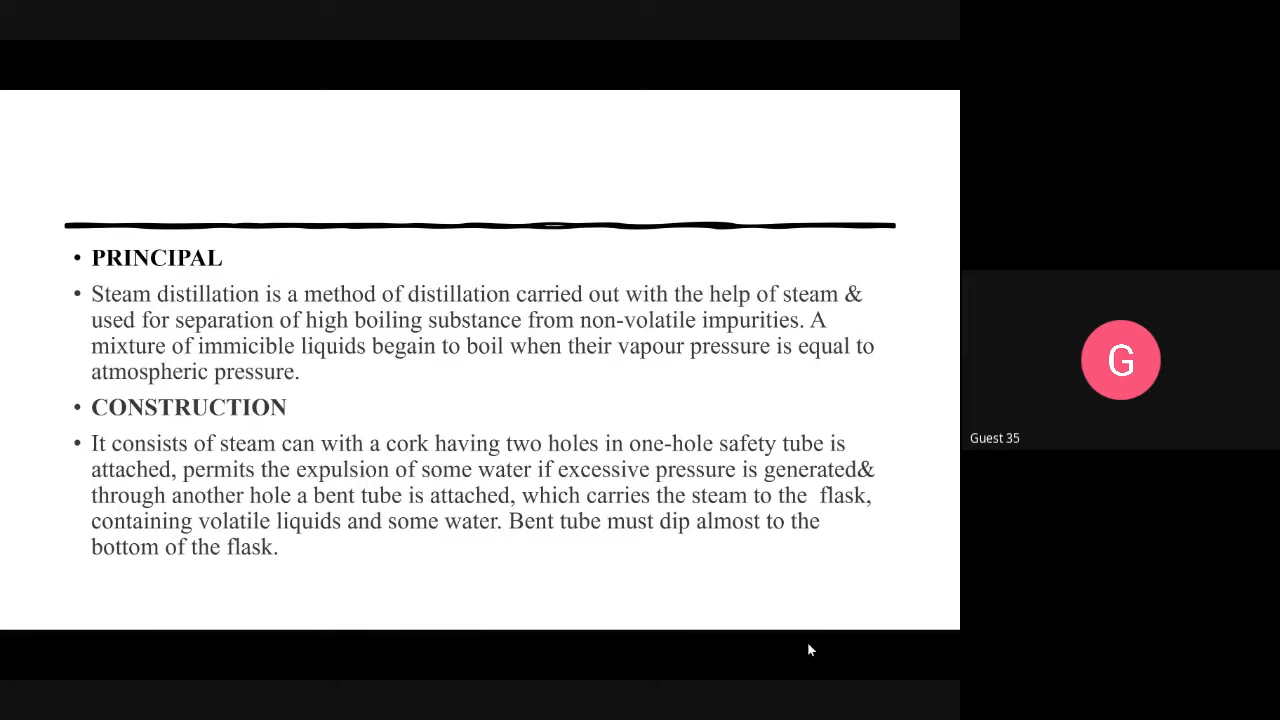 • PRINCIPAL
• Steam distillation is a method of distillation carried out with the help of steam &
used for separation of high boiling substance from non-volatile impurities. A
mixture of immicible liquids begain to boil when their vapour pressure is equal to
atmospheric pressure.
• CONSTRUCTION
• It consists of steam can with a cork having two holes in one-hole safety tube is
attached, permits the expulsion of some water if excessive pressure is generated&
through another hole a bent tube is attached, which carries the steam to the  flask,
containing volatile liquids and some water. Bent tube must dip almost to the
bottom of the flask.
G
Guest 35